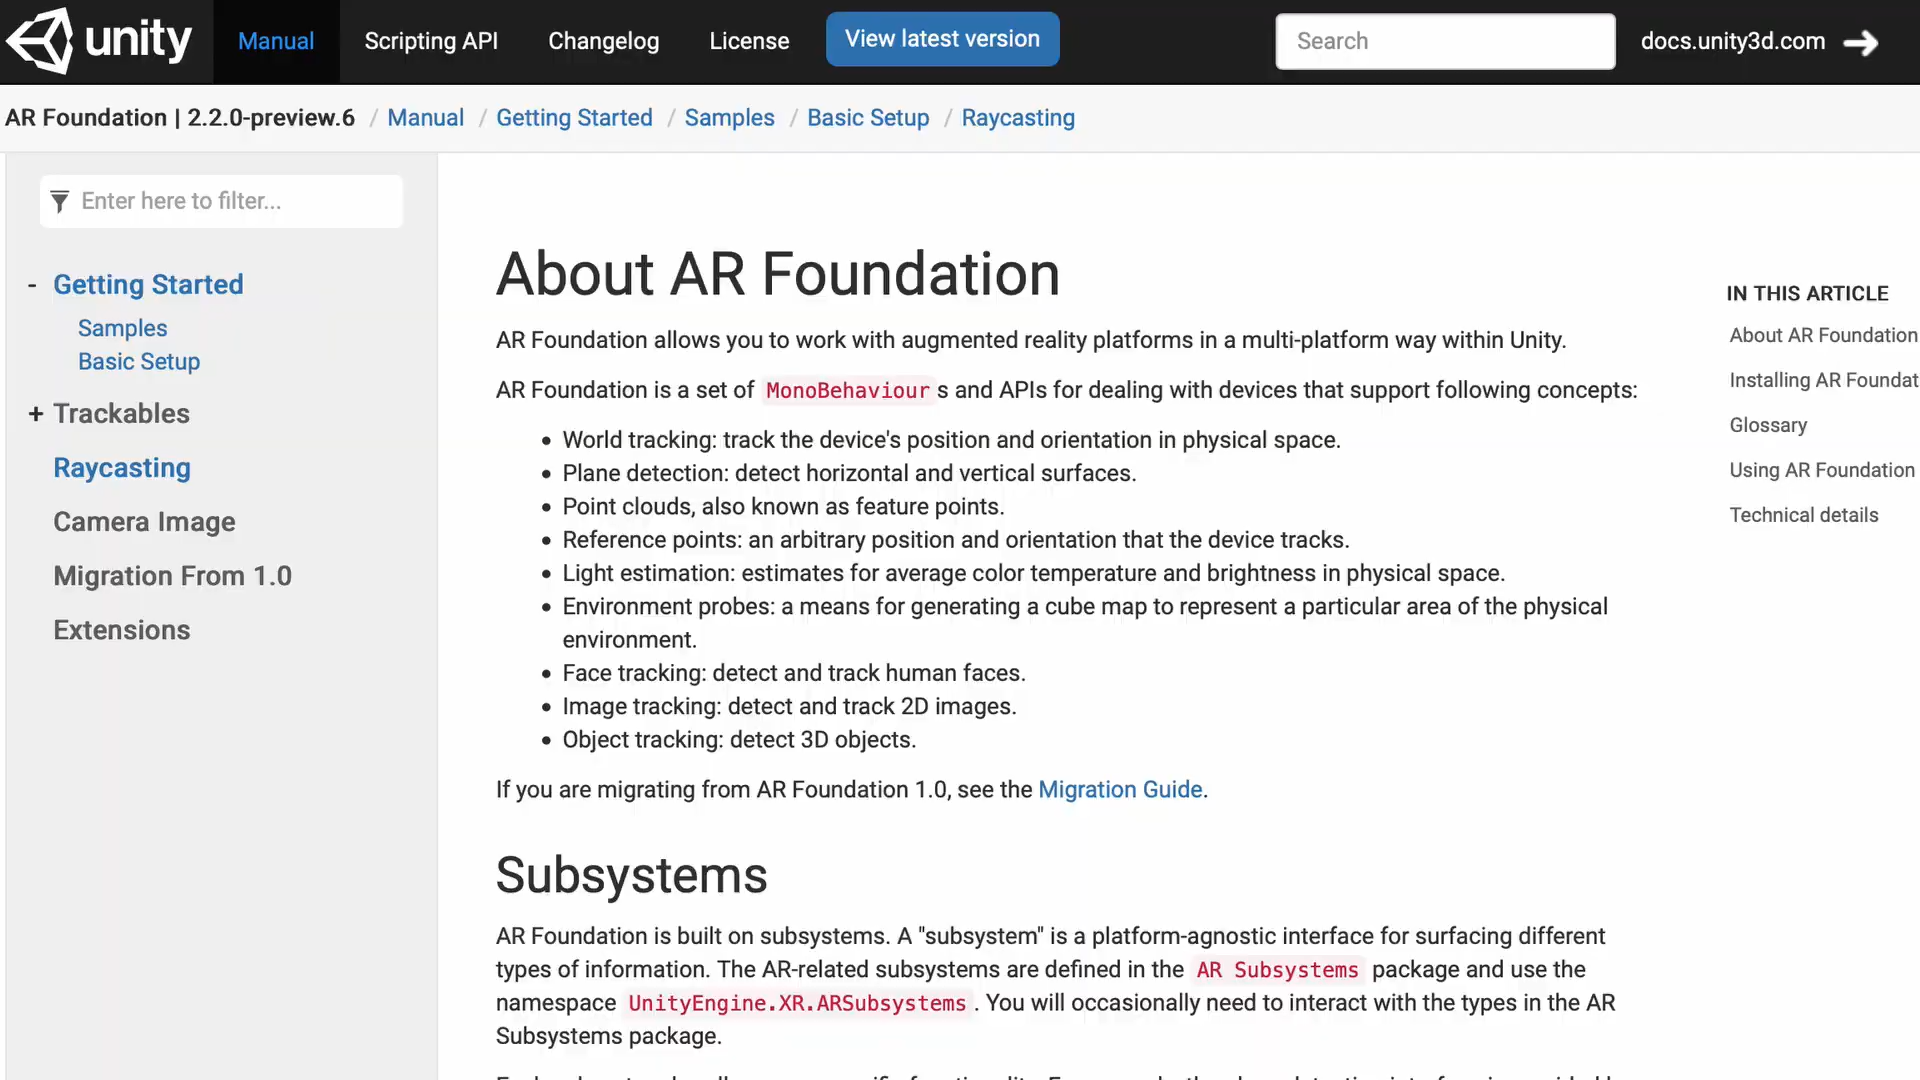 unity Manual Scripting API Changelog License View latest version Search docs.unity3d.com
AR Foundation | 2.2.0-preview.6 / Manual / Getting Started / Samples / Basic Setup / Raycasting
Enter here to filter...
- Getting Started
Samples
Basic Setup
+ Trackables
Raycasting
Camera Image
Migration From 1.0
Extensions
About AR Foundation
AR Foundation allows you to work with augmented reality platforms in a multi-platform way within Unity.
AR Foundation is a set of MonoBehaviour s and APIs for dealing with devices that support following concepts:
• World tracking: track the device's position and orientation in physical space.
• Plane detection: detect horizontal and vertical surfaces.
• Point clouds, also known as feature points.
• Reference points: an arbitrary position and orientation that the device tracks.
• Light estimation: estimates for average color temperature and brightness in physical space.
• Environment probes: a means for generating a cube map to represent a particular area of the physical
environment.
• Face tracking: detect and track human faces.
• Image tracking: detect and track 2D images.
• Object tracking: detect 3D objects.
If you are migrating from AR Foundation 1.0, see the Migration Guide.
Subsystems
AR Foundation is built on subsystems. A "subsystem" is a platform-agnostic interface for surfacing different
types of information. The AR-related subsystems are defined in the AR Subsystems package and use the
namespace UnityEngine.XR.ARSubsystems . You will occasionally need to interact with the types in the AR
Subsystems package.
IN THIS ARTICLE
About AR Foundation
Installing AR Foundat
Glossary
Using AR Foundation
Technical details